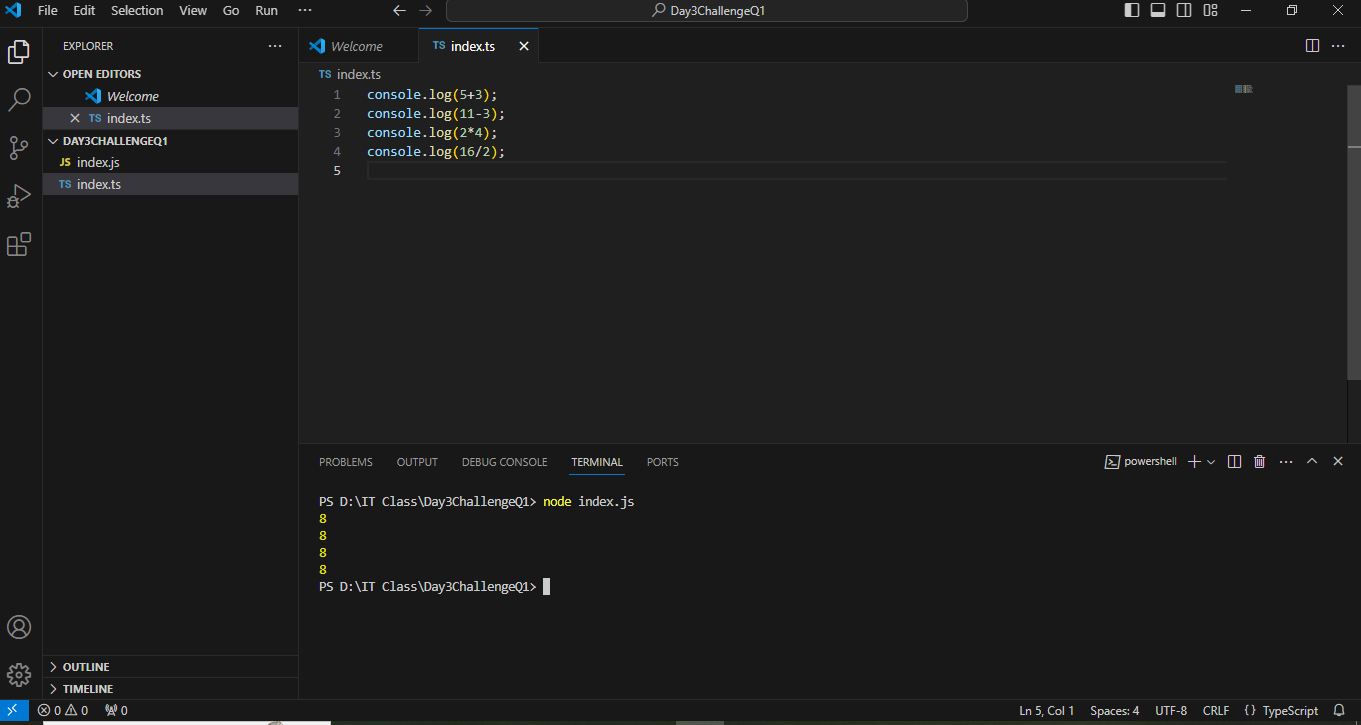 File Edit Selection View Go Run ··· Day3ChallengeQ1
EXPLORER ···
OPEN EDITORS
Welcome
TS index.ts
DAY3CHALLENGEQ1
JS index.js
TS index.ts
OUTLINE
TIMELINE
Welcome TS index.ts
TS index.ts
1 console.log(5+3);
2 console.log(11-3);
3 console.log(2*4);
4 console.log(16/2);
5
PROBLEMS OUTPUT DEBUG CONSOLE TERMINAL PORTS powershell
PS D:\IT Class\Day3ChallengeQ1> node index.js
8
8
8
8
PS D:\IT Class\Day3ChallengeQ1>
0 0 0 Ln 5, Col 1 Spaces: 4 UTF-8 CRLF {} TypeScript